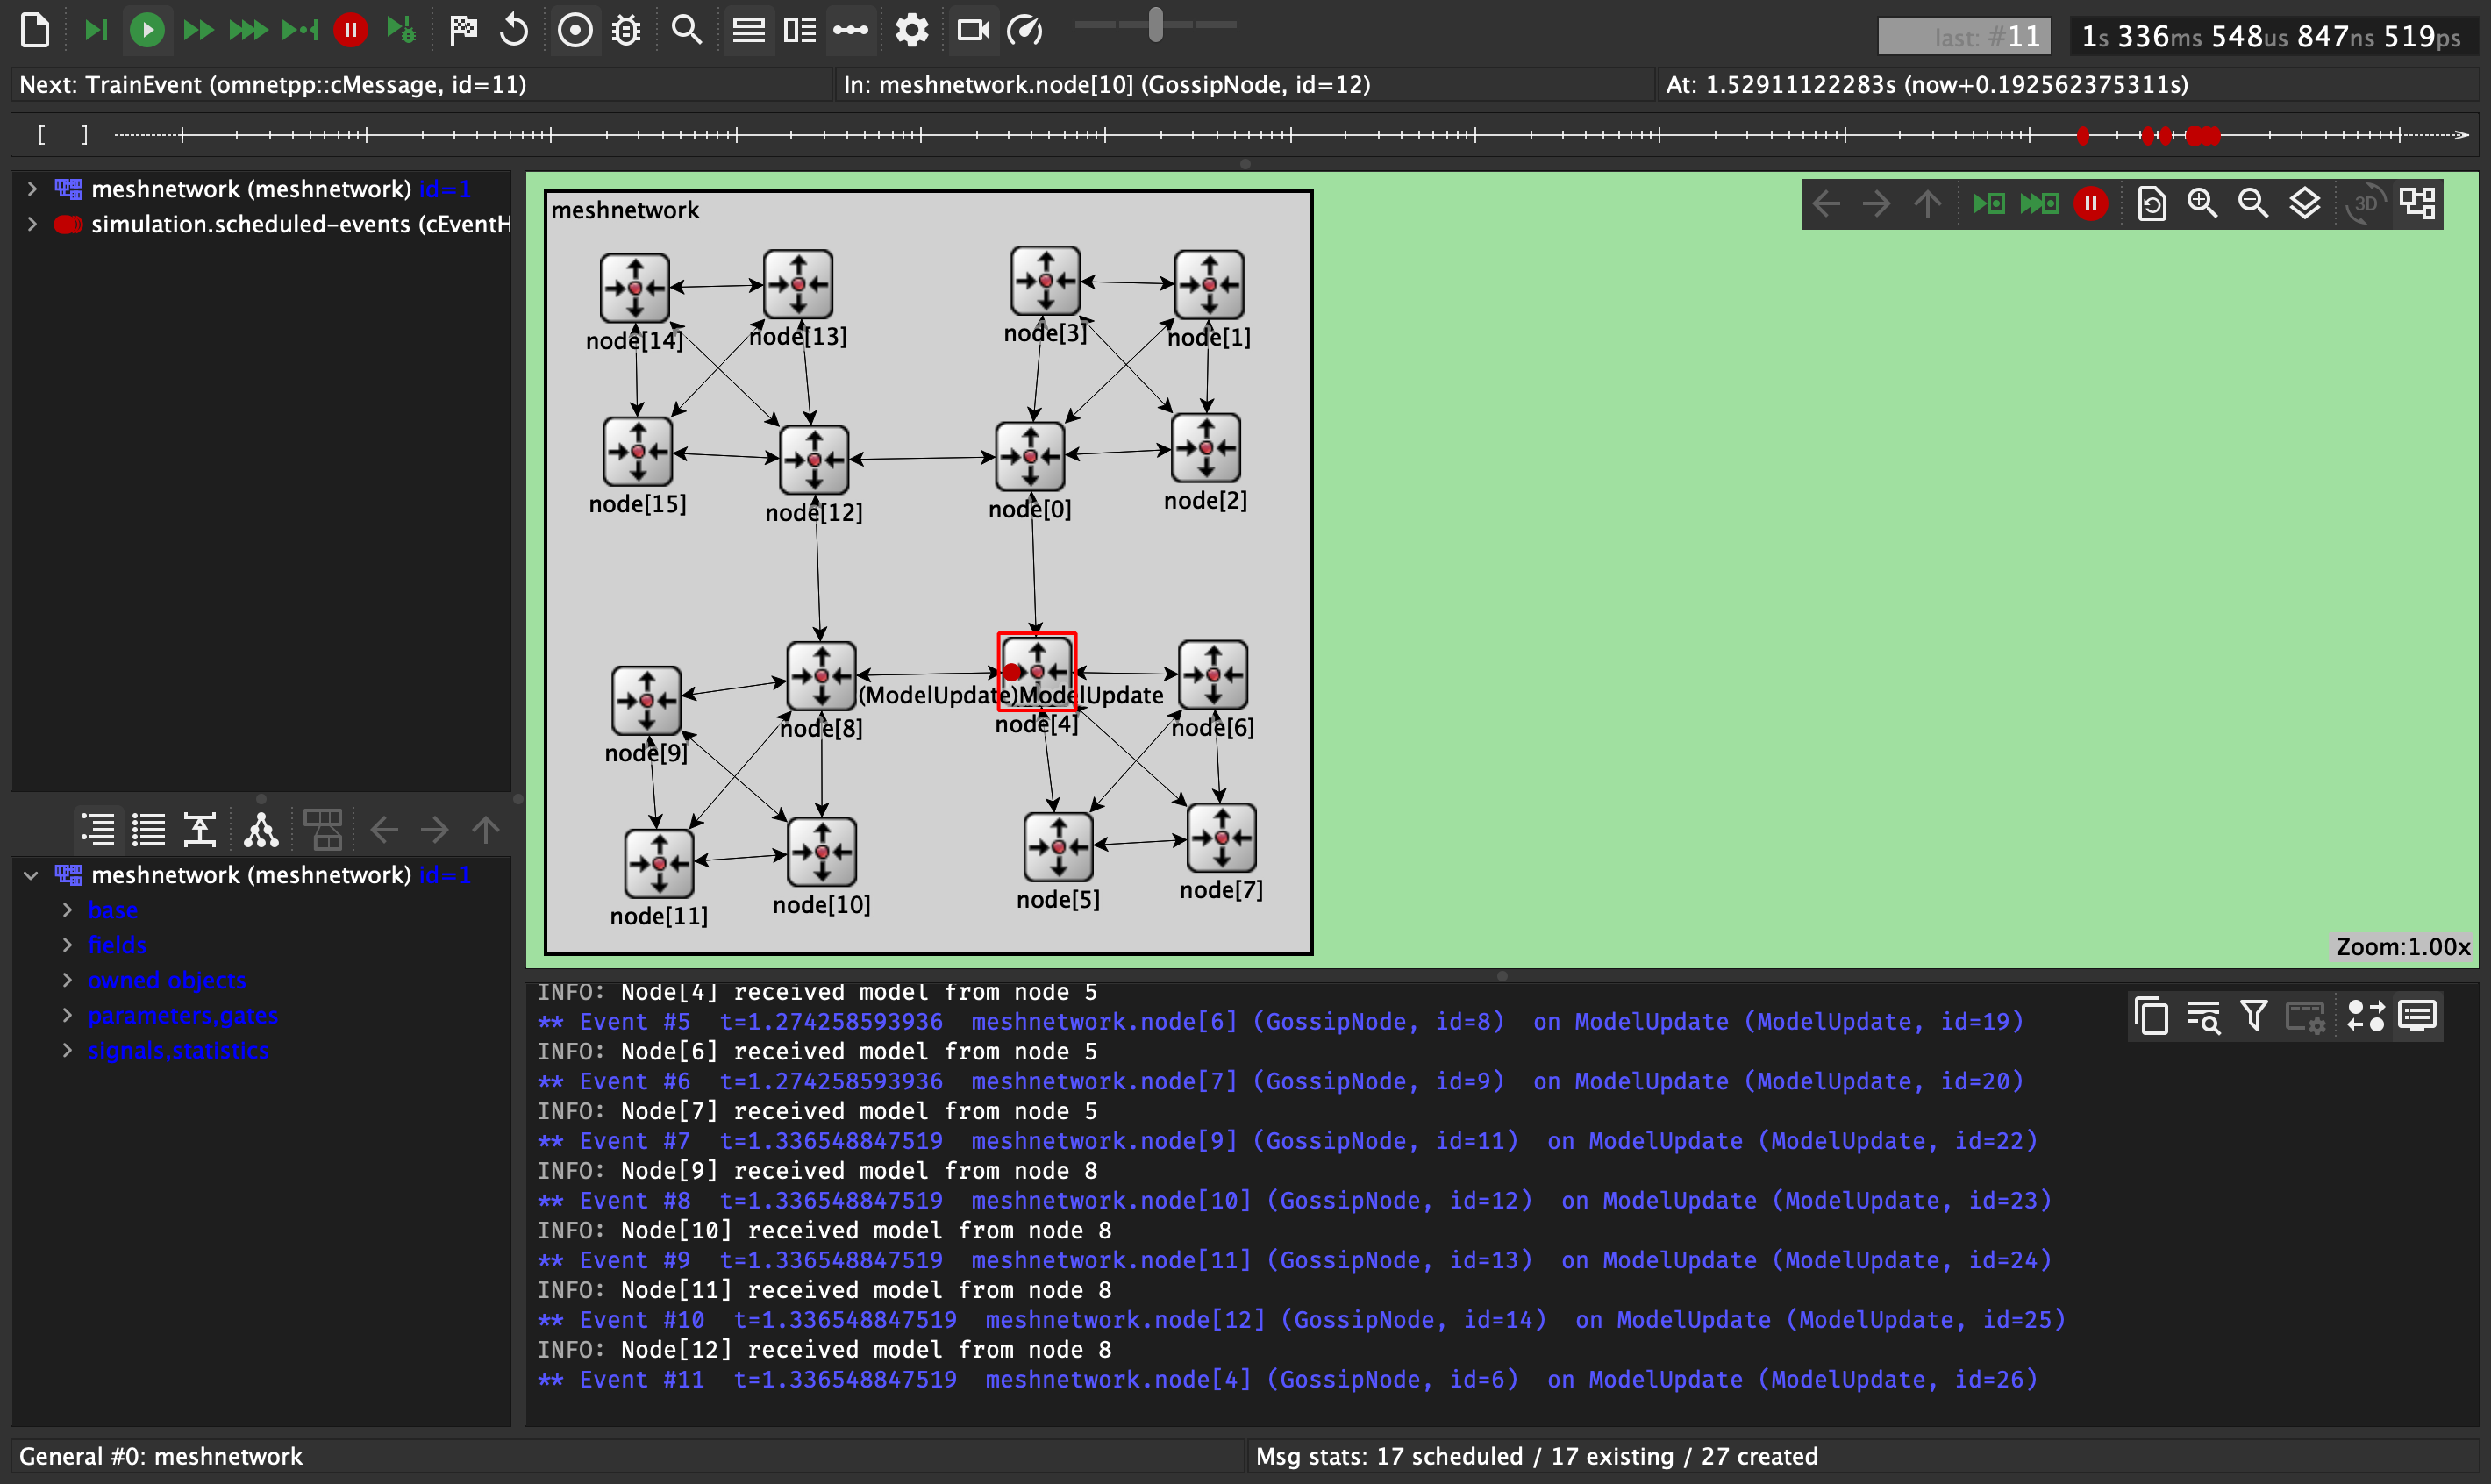 last: #11
1s 336ms 548us 847ns 519ps
Next: TrainEvent (omnetpp::cMessage, id=11)
In: meshnetwork.node[10] (GossipNode, id=12)
At: 1.52911122283s (now+0.192562375311s)
[ ]
meshnetwork (meshnetwork) id=1
simulation.scheduled-events (cEventH
meshnetwork
3D
node[14]
node[13]
node[3]
node[1]
node[15]
node[12]
node[0]
node[2]
(ModelUpdate)ModelUpdate
node[9]
node[8]
node[4]
node[6]
node[11]
node[10]
node[5]
node[7]
Zoom:1.00x
meshnetwork (meshnetwork) id=1
base
fields
owned objects
parameters,gates
signals,statistics
INFO: Node[4] received model from node 5
** Event #5 t=1.274258593936 meshnetwork.node[6] (GossipNode, id=8) on ModelUpdate (ModelUpdate, id=19)
INFO: Node[6] received model from node 5
** Event #6 t=1.274258593936 meshnetwork.node[7] (GossipNode, id=9) on ModelUpdate (ModelUpdate, id=20)
INFO: Node[7] received model from node 5
** Event #7 t=1.336548847519 meshnetwork.node[9] (GossipNode, id=11) on ModelUpdate (ModelUpdate, id=22)
INFO: Node[9] received model from node 8
** Event #8 t=1.336548847519 meshnetwork.node[10] (GossipNode, id=12) on ModelUpdate (ModelUpdate, id=23)
INFO: Node[10] received model from node 8
** Event #9 t=1.336548847519 meshnetwork.node[11] (GossipNode, id=13) on ModelUpdate (ModelUpdate, id=24)
INFO: Node[11] received model from node 8
** Event #10 t=1.336548847519 meshnetwork.node[12] (GossipNode, id=14) on ModelUpdate (ModelUpdate, id=25)
INFO: Node[12] received model from node 8
** Event #11 t=1.336548847519 meshnetwork.node[4] (GossipNode, id=6) on ModelUpdate (ModelUpdate, id=26)
General #0: meshnetwork
Msg stats: 17 scheduled / 17 existing / 27 created